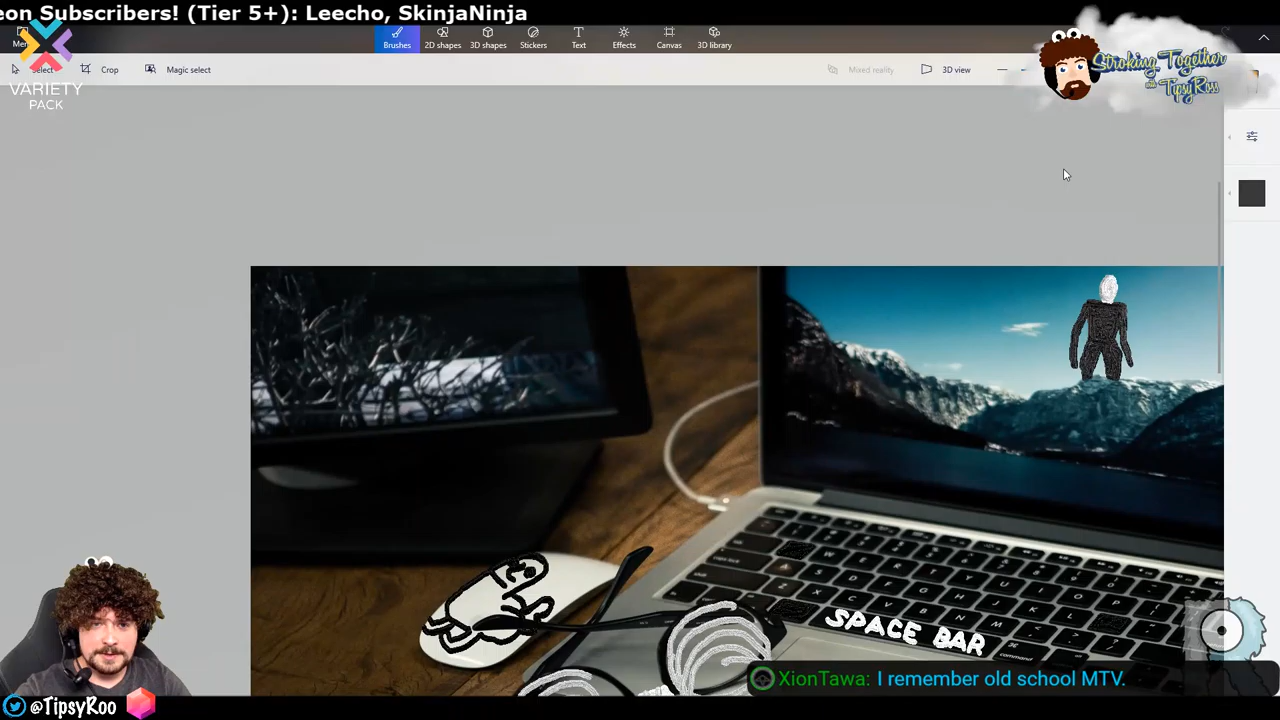 eon Subscribers! (Tier 5+): Leecho, SkinjaNinja
Brushes 2D shapes 3D shapes Stickers Text Effects Canvas 3D library
Select Crop Magic select Mixed reality 3D view
VARIETY
PACK
Stroking Together
with TipsyRoss
SPACE BAR
command
XionTawa: I remember old school MTV.
@TipsyRoo